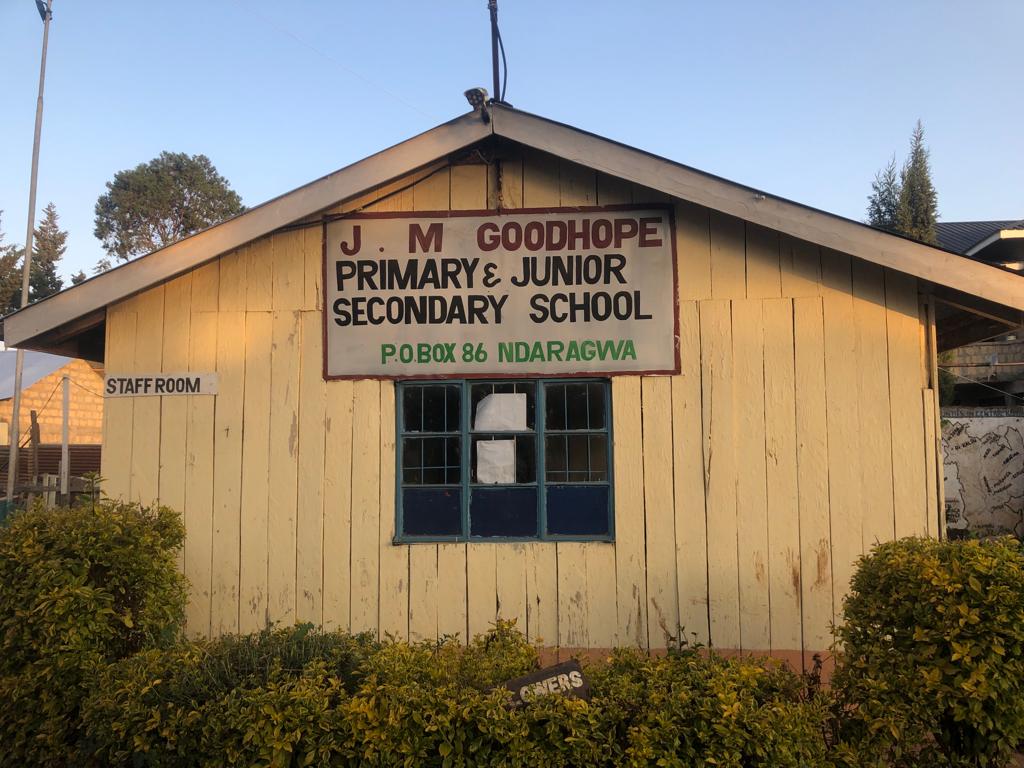 J . M GOODHOPE
PRIMARY & JUNIOR
SECONDARY SCHOOL
P.O.BOX 86 NDARAGWA
STAFFROOM